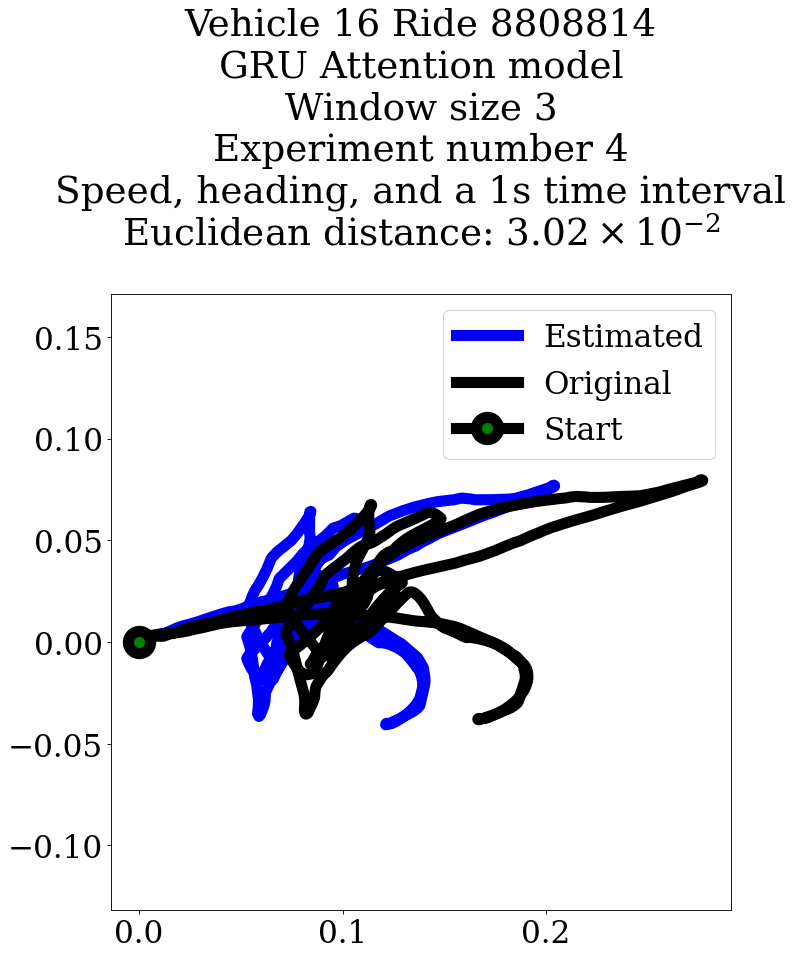 Vehicle 16 Ride 8808814
GRU Attention model
Window size 3
Experiment number 4
Speed, heading, and a 1s time interval
Euclidean distance: 3.02 × 10⁻²
Estimated
Original
Start
0.15
0.10
0.05
0.00
−0.05
−0.10
0.0 0.1 0.2